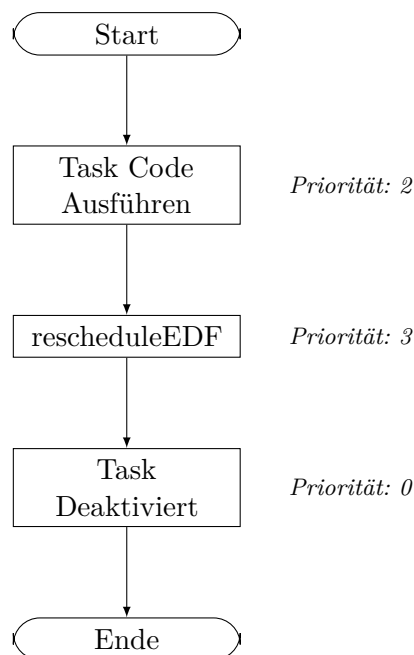 Start
Task Code
Ausführen
Priorität: 2
rescheduleEDF
Priorität: 3
Task
Deaktiviert
Priorität: 0
Ende